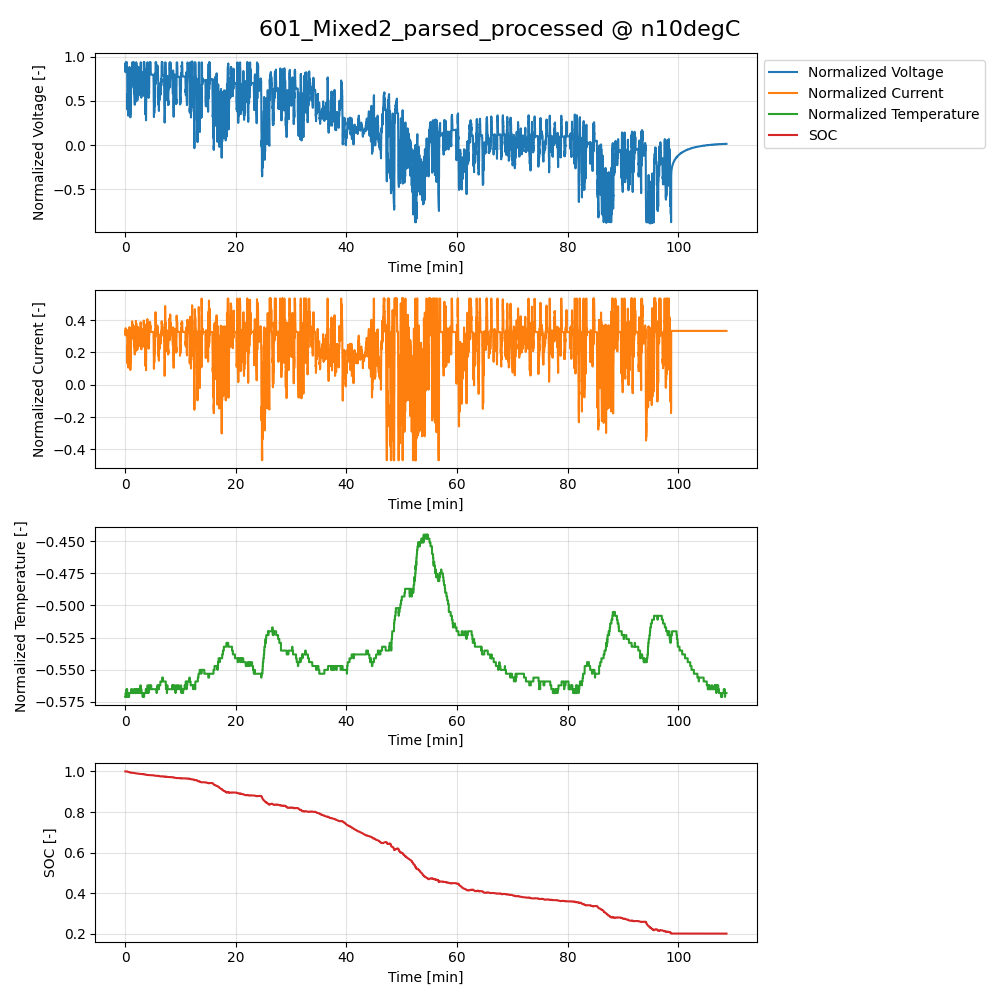 601_Mixed2_parsed_processed @ n10degC
Normalized Voltage [-]
1.0
0.5
0.0
−0.5
0 20 40 60 80 100
Time [min]
Normalized Voltage
Normalized Current
Normalized Temperature
SOC
Normalized Current [-]
0.4
0.2
0.0
−0.2
−0.4
0 20 40 60 80 100
Time [min]
Normalized Temperature [-]
−0.450
−0.475
−0.500
−0.525
−0.550
−0.575
0 20 40 60 80 100
Time [min]
SOC [-]
1.0
0.8
0.6
0.4
0.2
0 20 40 60 80 100
Time [min]